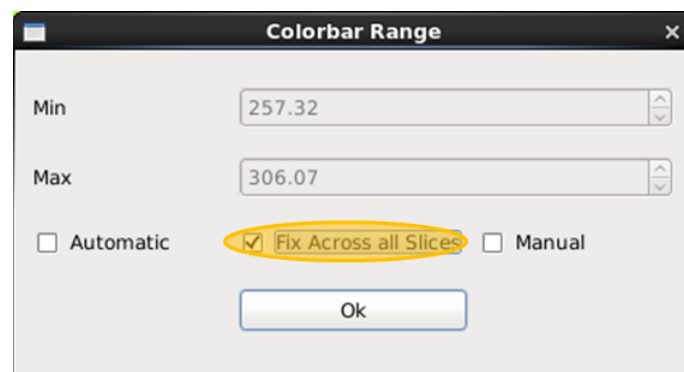 Colorbar Range
Min 257.32
Max 306.07
Automatic Fix Across all Slices Manual
Ok